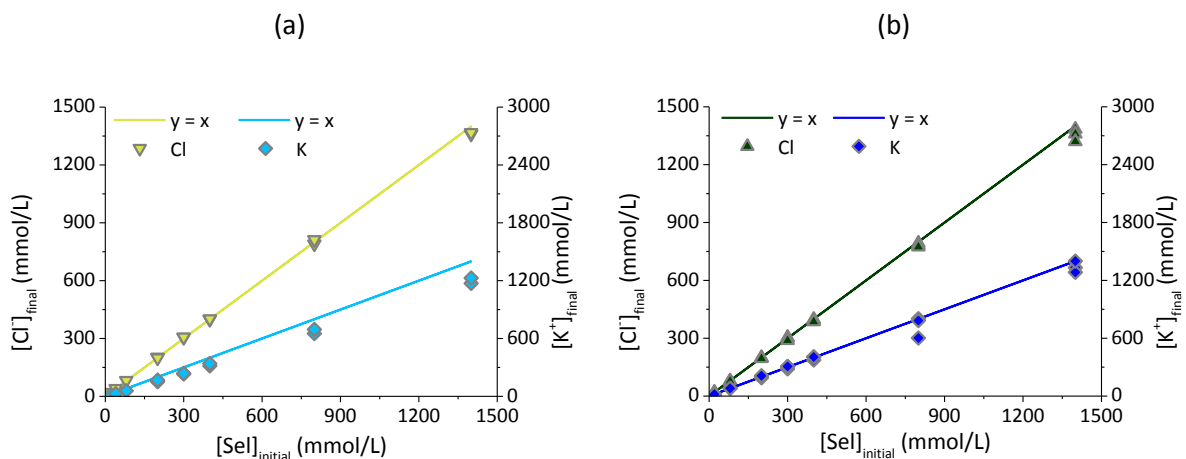 (a)
1500
1200
900
600
300
0
[Cl⁻]final (mmol/L)
y = x
y = x
Cl
K
3000
2400
1800
1200
600
0
[K⁺]final (mmol/L)
0 300 600 900 1200 1500
[Sel]initial (mmol/L)
(b)
1500
1200
900
600
300
0
[Cl⁻]final (mmol/L)
y = x
y = x
Cl
K
3000
2400
1800
1200
600
0
[K⁺]final (mmol/L)
0 300 600 900 1200 1500
[Sel]initial (mmol/L)